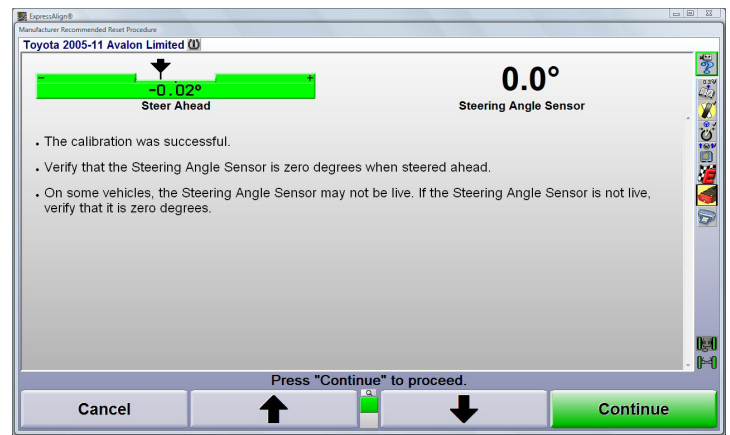 ExpressAlign®
Manufacturer Recommended Reset Procedure
Toyota 2005-11 Avalon Limited
- +
-0.02°
Steer Ahead
0.0°
Steering Angle Sensor
• The calibration was successful.
• Verify that the Steering Angle Sensor is zero degrees when steered ahead.
• On some vehicles, the Steering Angle Sensor may not be live. If the Steering Angle Sensor is not live,
verify that it is zero degrees.
Press "Continue" to proceed.
Cancel
Continue